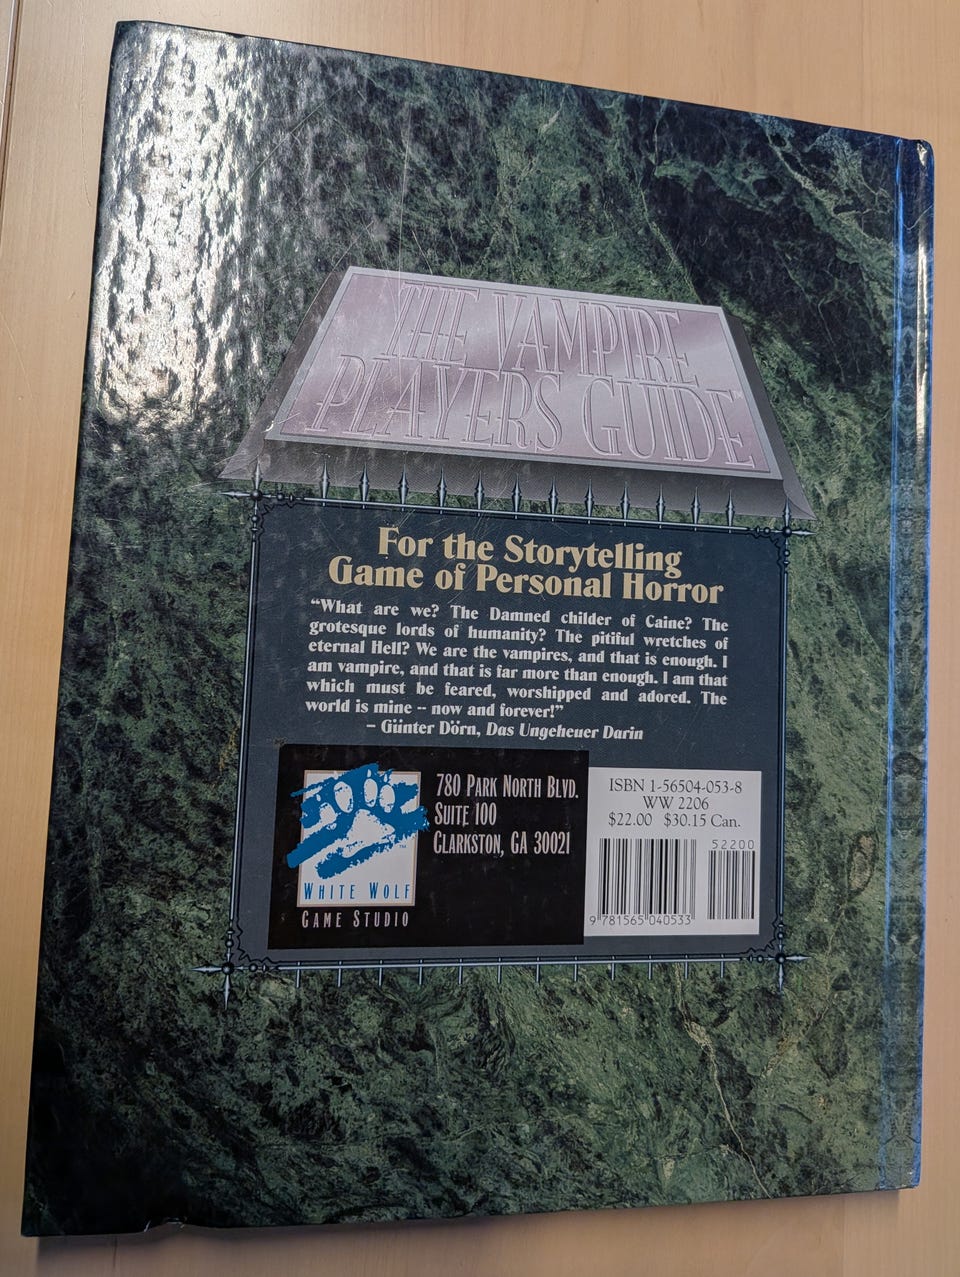 THE VAMPIRE
PLAYERS GUIDE™
For the Storytelling
Game of Personal Horror
“What are we? The Damned childer of Caine? The
grotesque lords of humanity? The pitiful wretches of
eternal Hell? We are the vampires, and that is enough. I
am vampire, and that is far more than enough. I am that
which must be feared, worshipped and adored. The
world is mine -- now and forever!”
– Günter Dörn, Das Ungeheuer Darin
780 PARK NORTH BLVD.
SUITE 100
CLARKSTON, GA 30021
WHITE WOLF
GAME STUDIO
ISBN 1-56504-053-8
WW 2206
$22.00 $30.15 Can.
52200
9 781565 040533